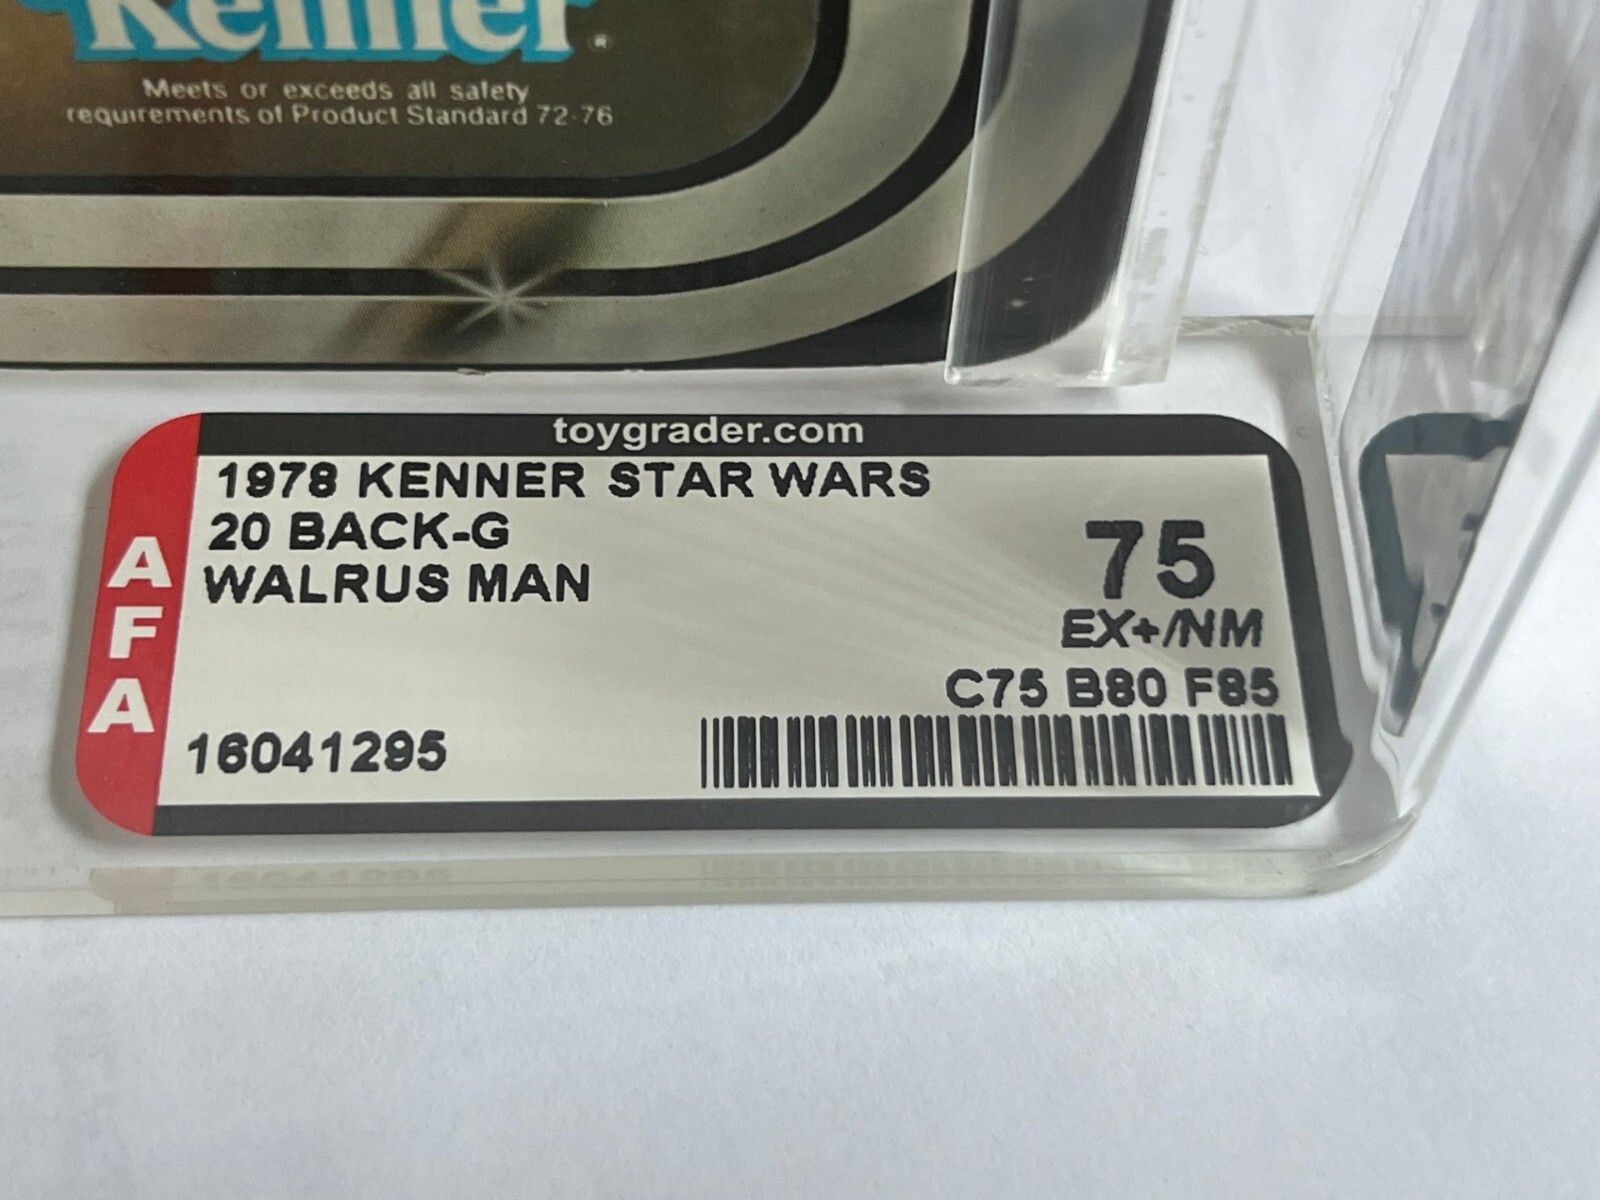 Kenner®
Meets or exceeds all safety
requirements of Product Standard 72-76
toygrader.com
1978 KENNER STAR WARS
20 BACK-G
WALRUS MAN
75
EX+/NM
C75 B80 F85
16041295
AFA